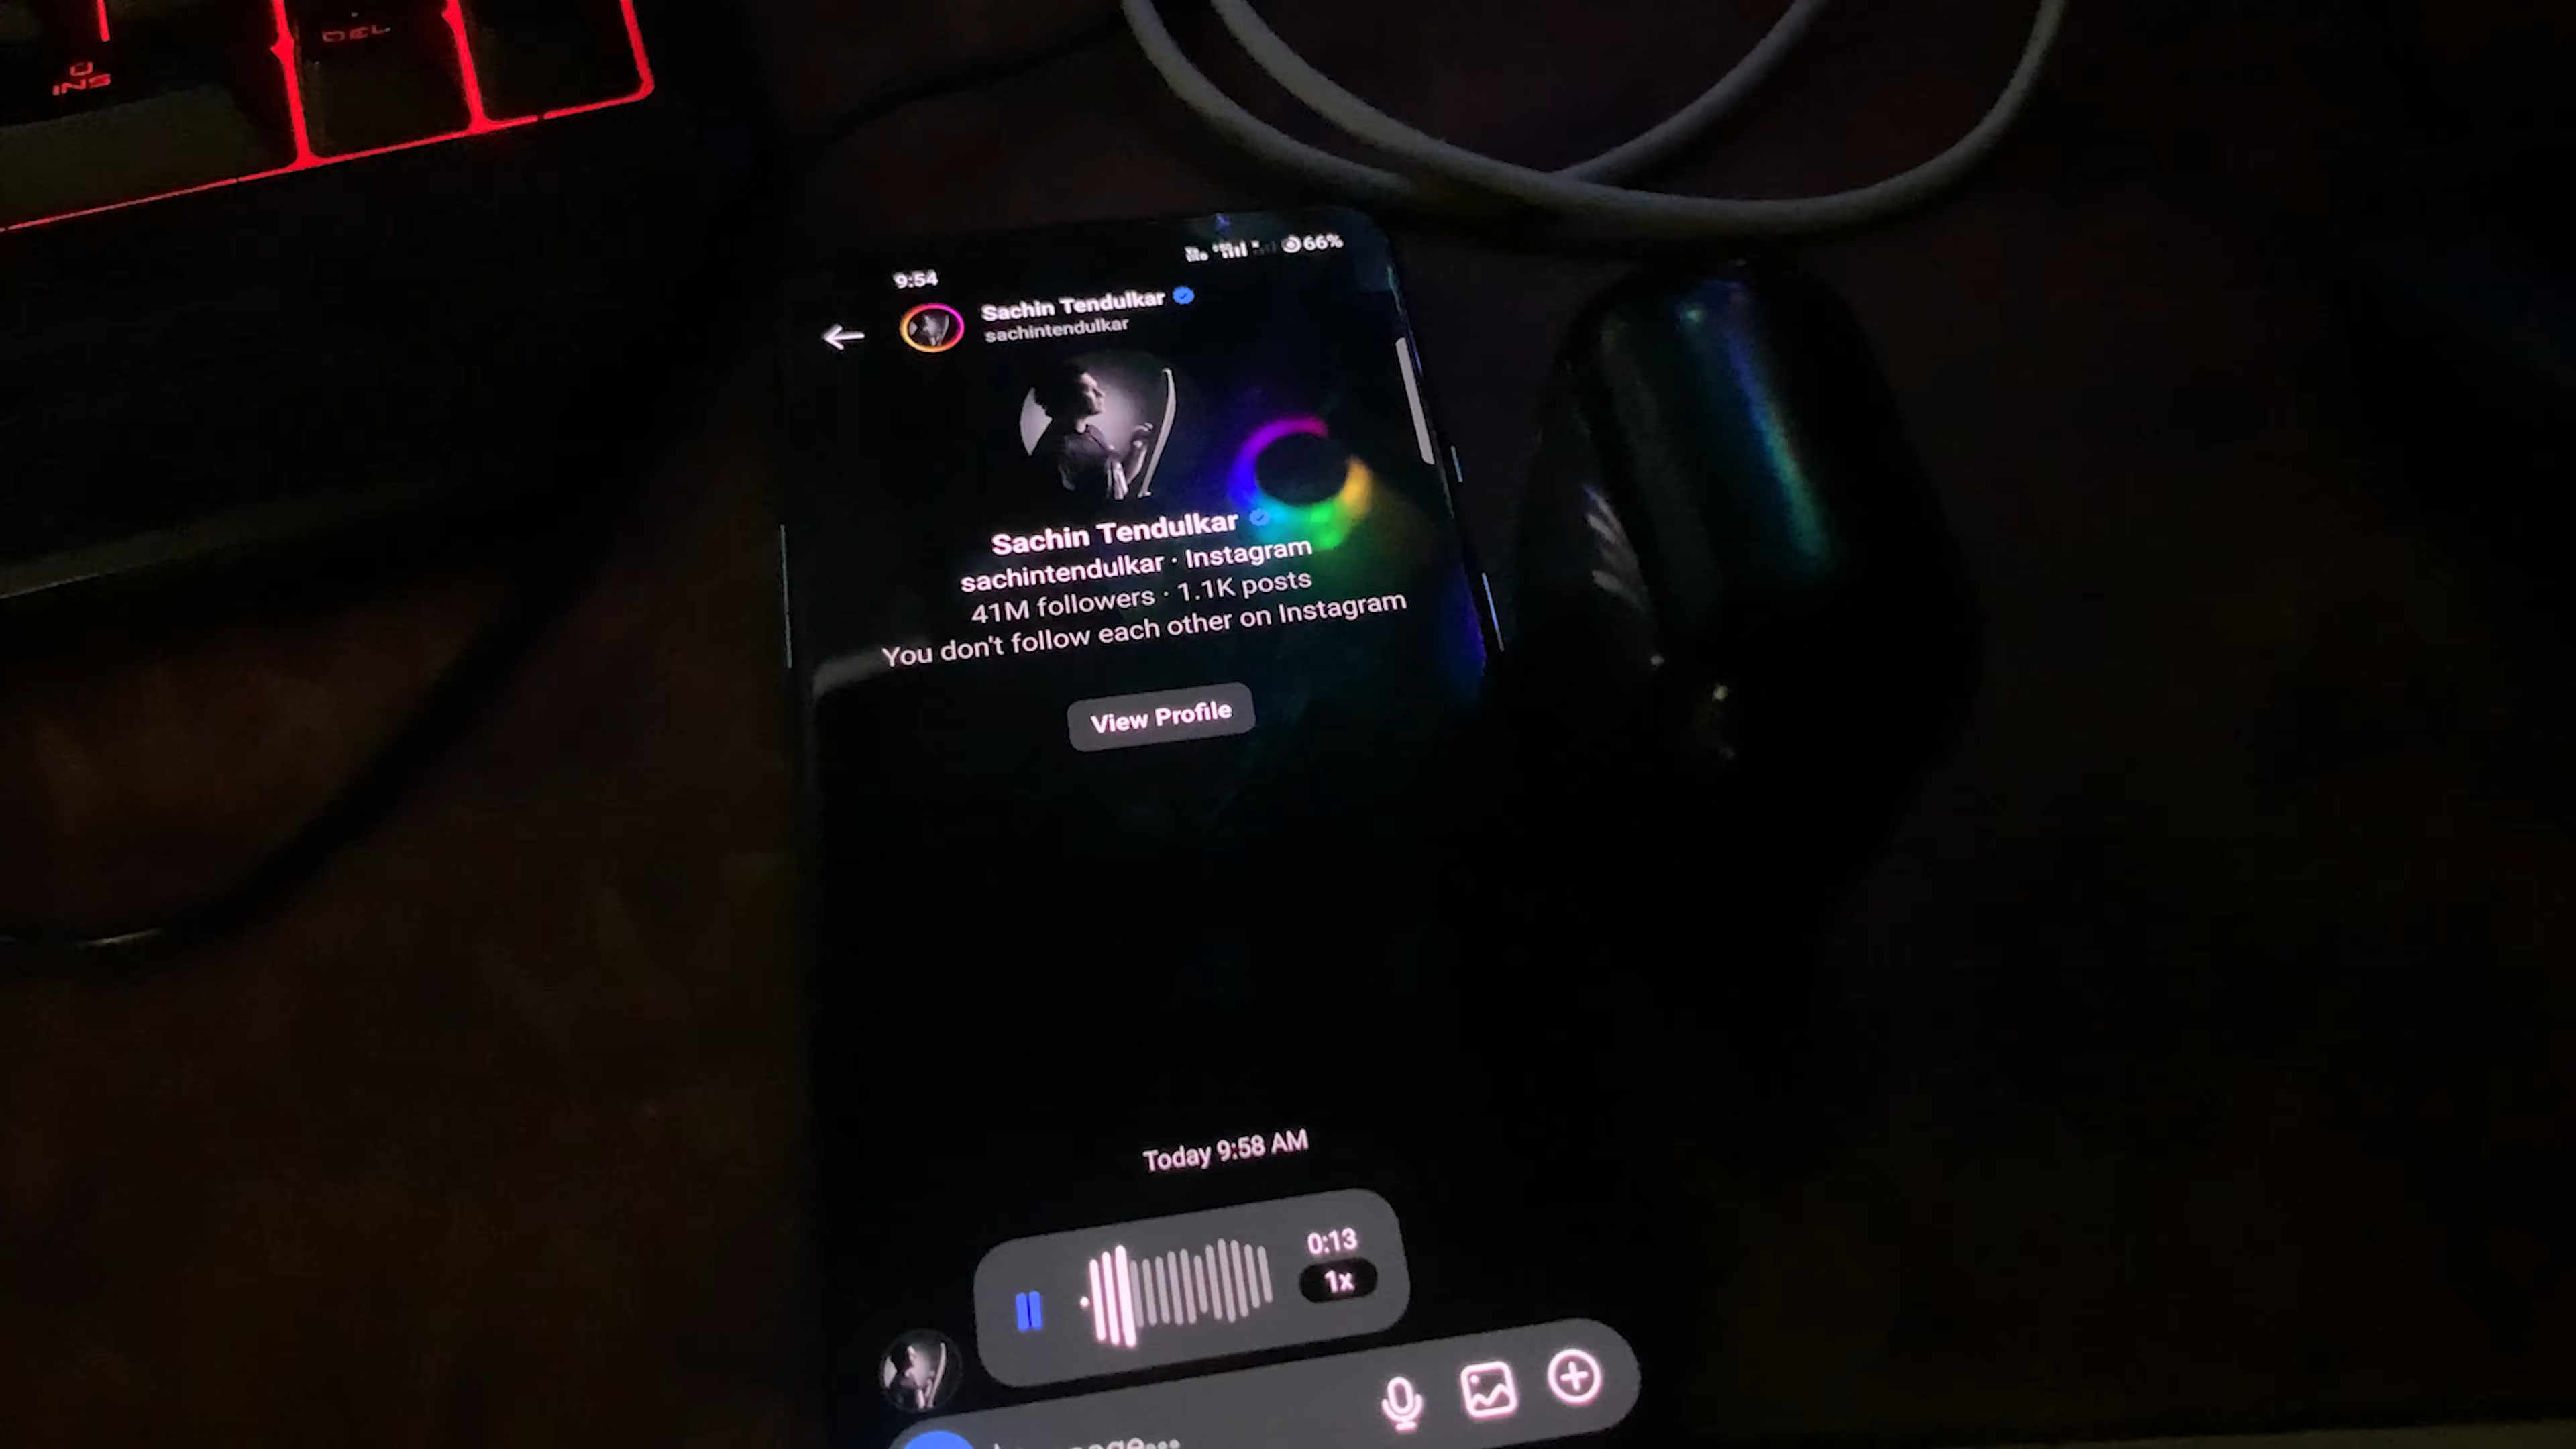 DEL
0
INS
9:54
66%
Sachin Tendulkar
sachintendulkar
Sachin Tendulkar
sachintendulkar · Instagram
41M followers · 1.1K posts
You don't follow each other on Instagram
View Profile
Today 9:58 AM
0:13
1x